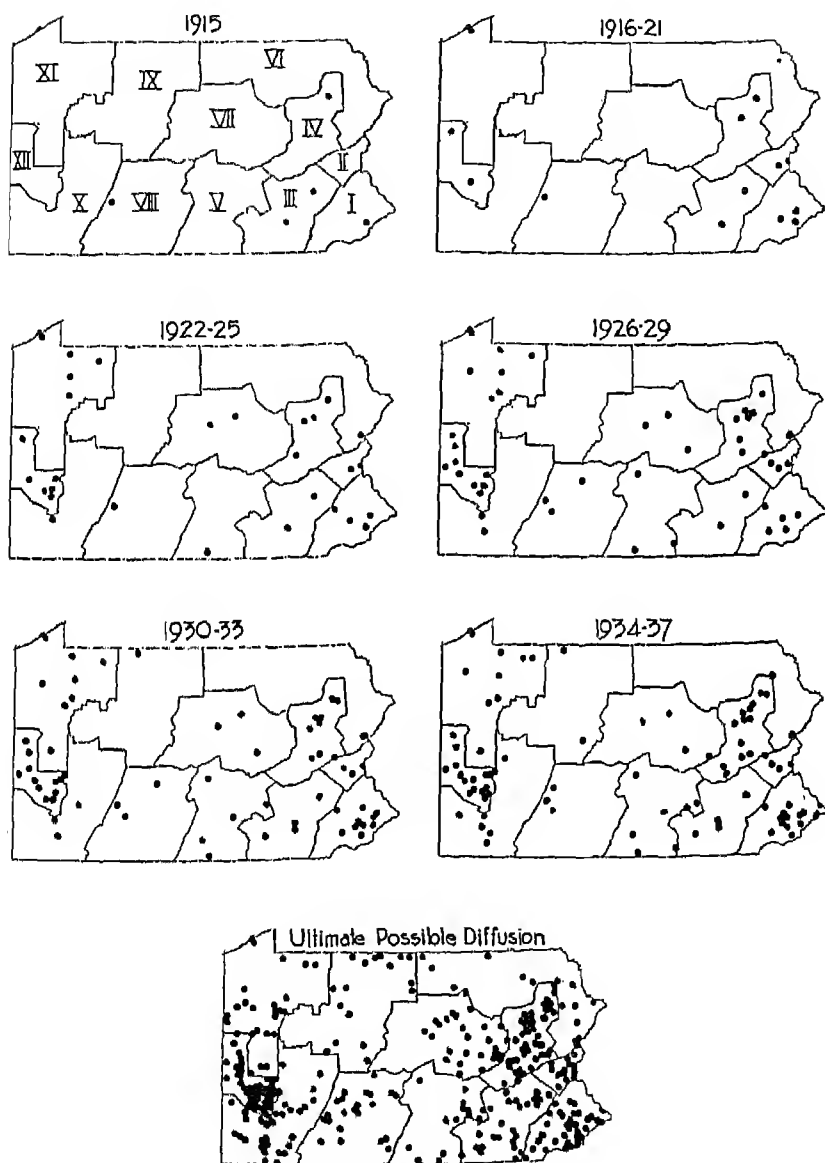 1915
XI
IX
VI
VII
IV
XII
II
X
VIII
V
III
I
1916-21
1922-25
1926-29
1930-33
1934-37
Ultimate Possible Diffusion